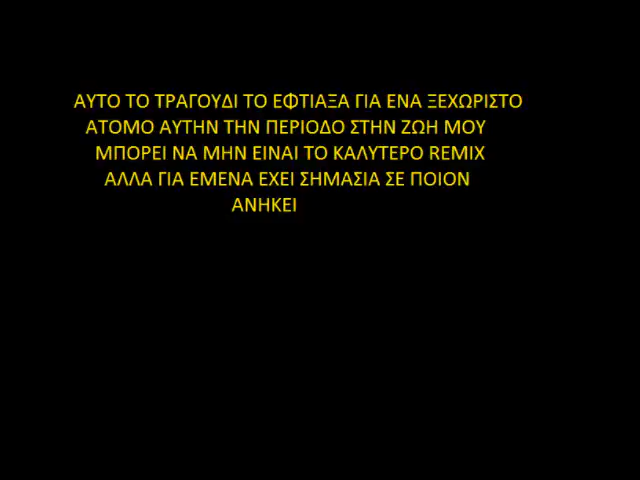 ΑΥΤΟ ΤΟ ΤΡΑΓΟΥΔΙ ΤΟ ΕΦΤΙΑΞΑ ΓΙΑ ΕΝΑ ΞΕΧΩΡΙΣΤΟ
ΑΤΟΜΟ ΑΥΤΗΝ ΤΗΝ ΠΕΡΙΟΔΟ ΣΤΗΝ ΖΩΗ ΜΟΥ
ΜΠΟΡΕΙ ΝΑ ΜΗΝ ΕΙΝΑΙ ΤΟ ΚΑΛΥΤΕΡΟ REMIX
ΑΛΛΑ ΓΙΑ ΕΜΕΝΑ ΕΧΕΙ ΣΗΜΑΣΙΑ ΣΕ ΠΟΙΟΝ
ΑΝΗΚΕΙ